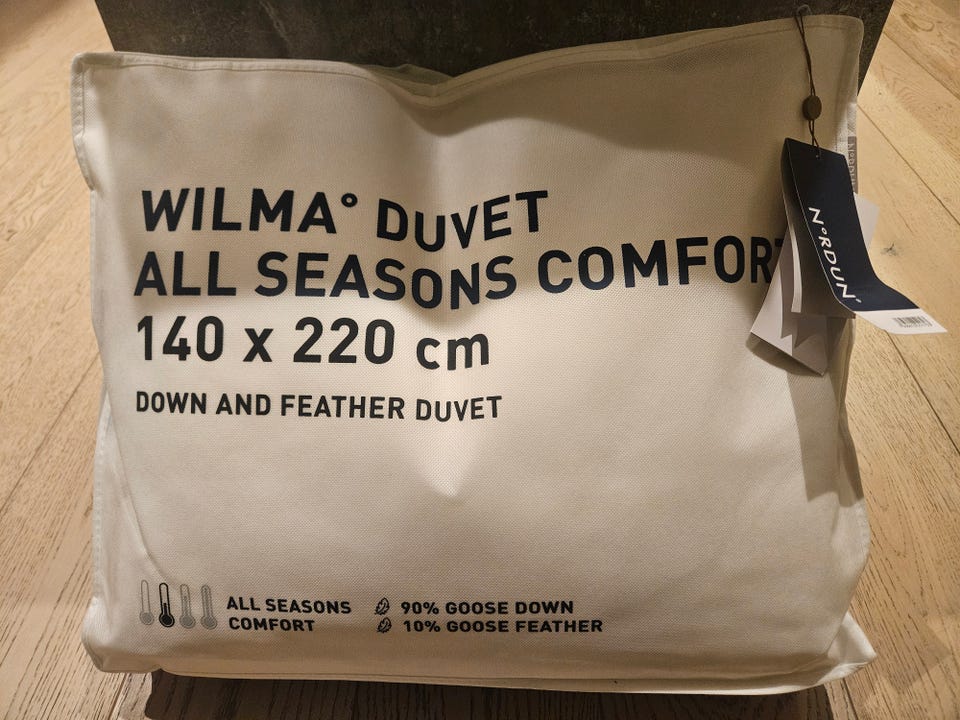 WILMA° DUVET
ALL SEASONS COMFORT
140 x 220 cm
DOWN AND FEATHER DUVET
ALL SEASONS
COMFORT
90% GOOSE DOWN
10% GOOSE FEATHER
N°RDUN°